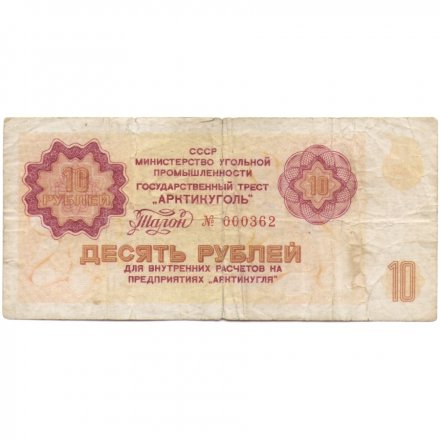 СССР
МИНИСТЕРСТВО УГОЛЬНОЙ
ПРОМЫШЛЕННОСТИ
ГОСУДАРСТВЕННЫЙ ТРЕСТ
"АРКТИКУГОЛЬ"
Талон № 000362
10
РУБЛЕЙ
10
ДЕСЯТЬ РУБЛЕЙ
ДЛЯ ВНУТРЕННИХ РАСЧЕТОВ НА
ПРЕДПРИЯТИЯХ "АРКТИКУГЛЯ"
10